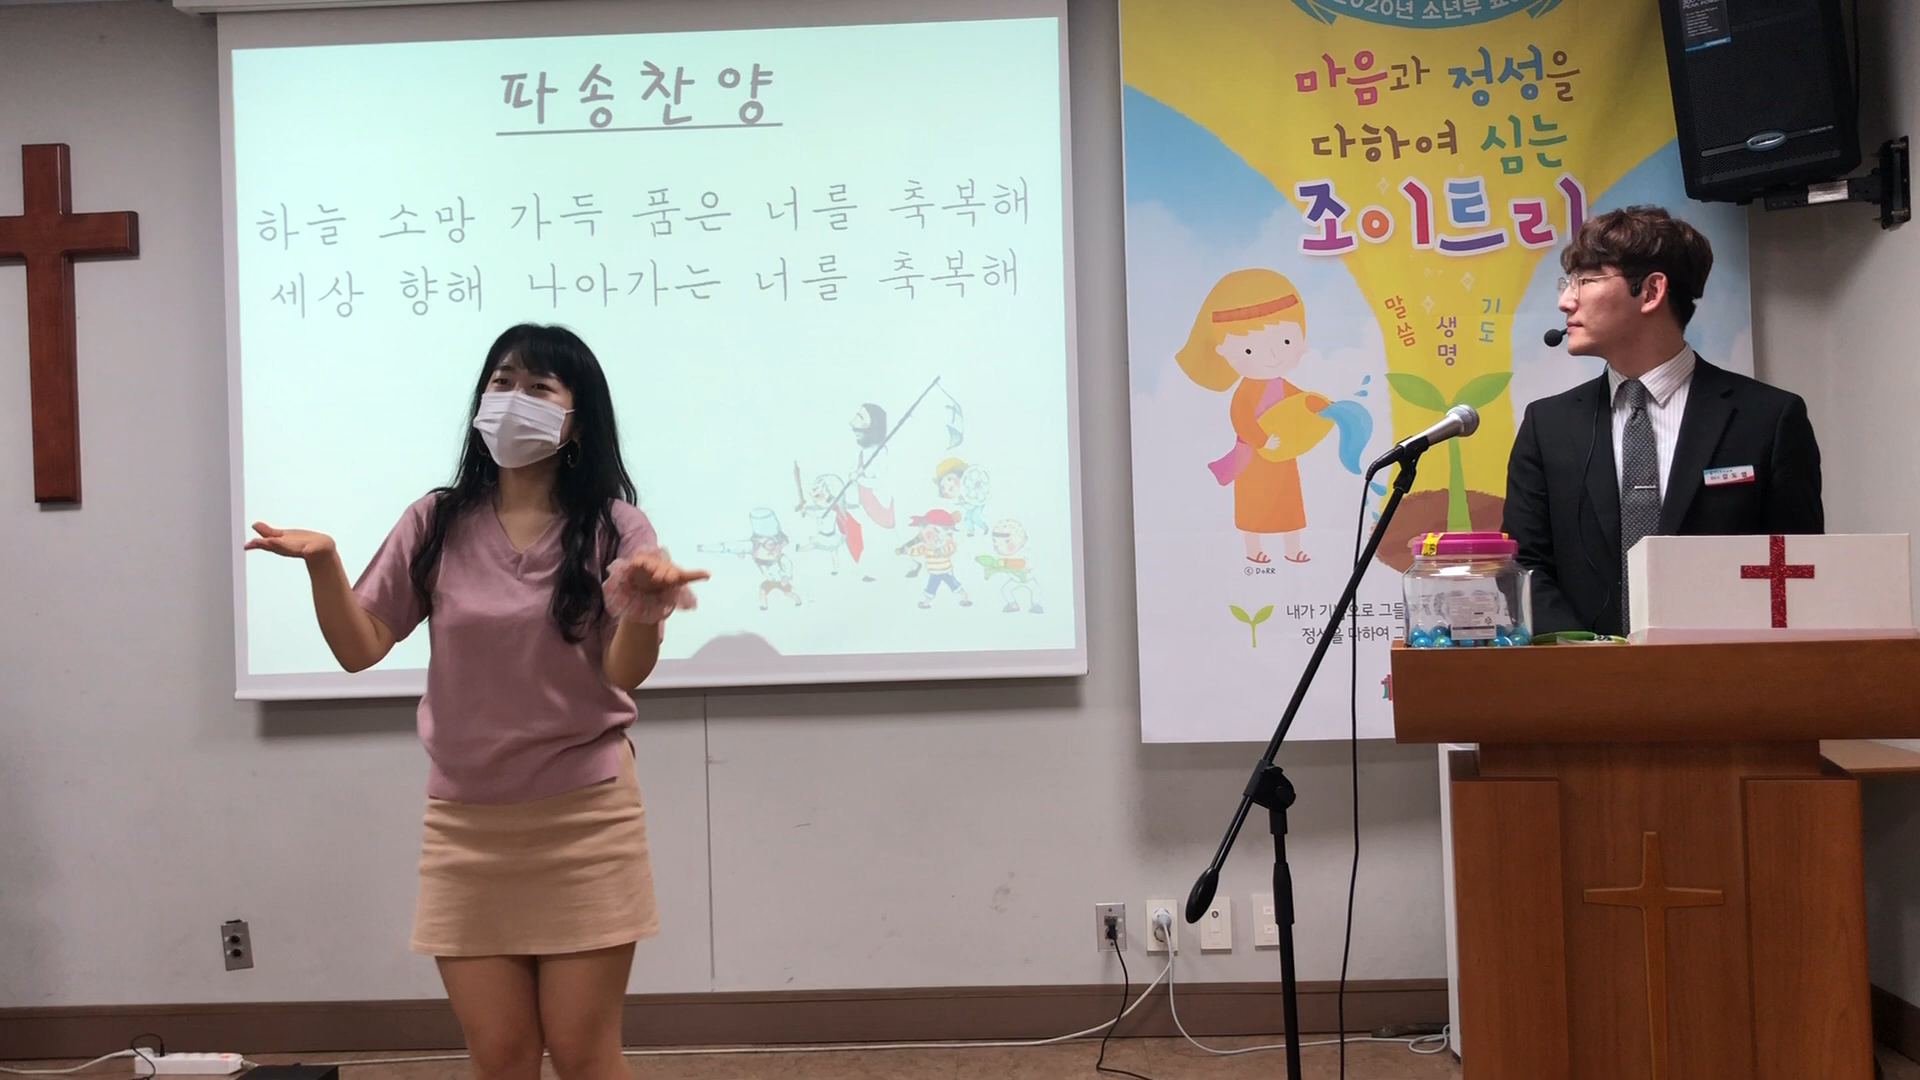 파송찬양
하늘 소망 가득 품은 너를 축복해
세상 향해 나아가는 너를 축복해
2020년 소년부
마음과 정성을
다하여 심는
조이트리
말씀
생명
기도
© DoRR
내가
정성을 다하여